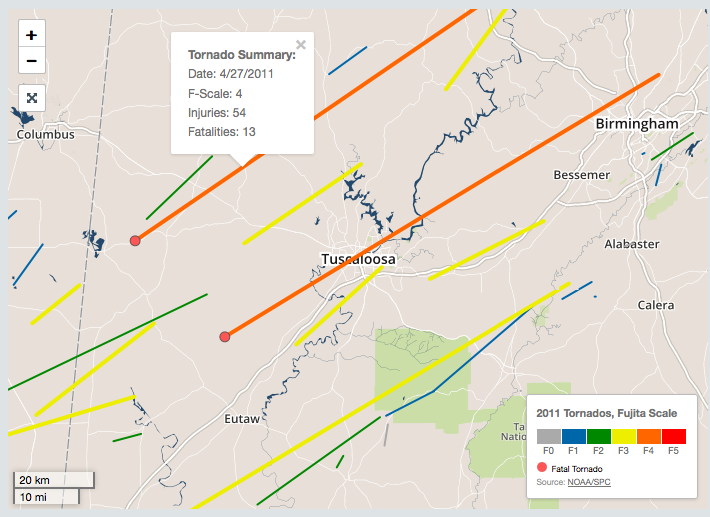 +
−
×
Tornado Summary:
Date: 4/27/2011
F-Scale: 4
Injuries: 54
Fatalities: 13
Columbus
Birmingham
Bessemer
Tuscaloosa
Alabaster
Calera
Eutaw
Ta
Nation
2011 Tornados, Fujita Scale
F0 F1 F2 F3 F4 F5
Fatal Tornado
Source: NOAA/SPC
20 km
10 mi